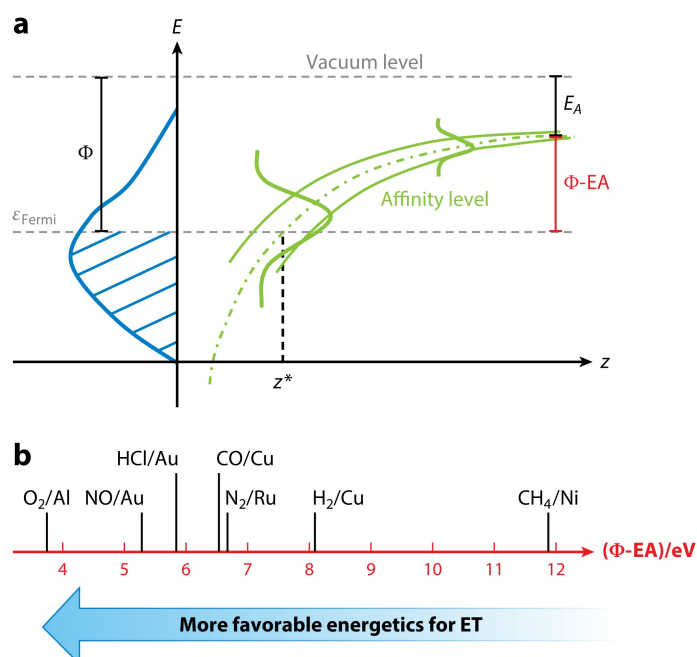 a
E
Vacuum level
E_A
Φ
Φ-EA
Affinity level
ε_Fermi
z
z*
b
HCl/Au CO/Cu
O₂/Al NO/Au N₂/Ru H₂/Cu CH₄/Ni
(Φ-EA)/eV
4 5 6 7 8 9 10 11 12
More favorable energetics for ET